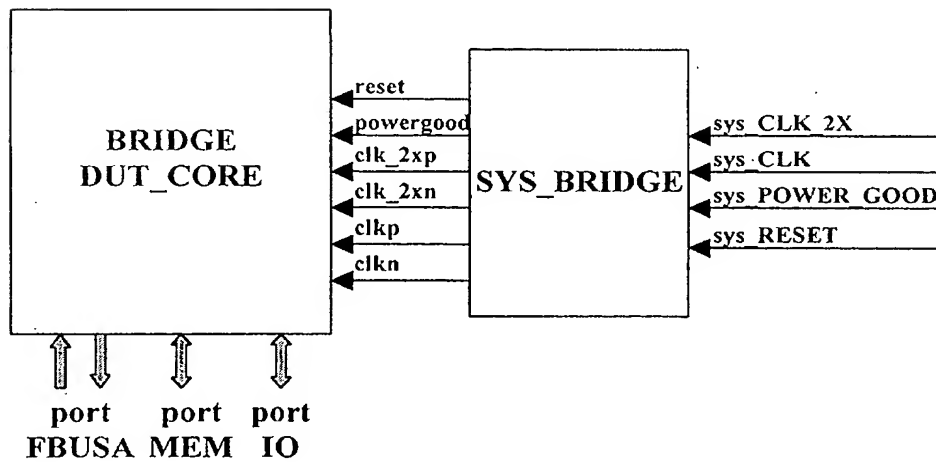 BRIDGE
DUT_CORE
reset
powergood
clk_2xp
clk_2xn
clkp
clkn
SYS_BRIDGE
sys_CLK_2X
sys_CLK
sys_POWER_GOOD
sys_RESET
port port port
FBUSA MEM IO